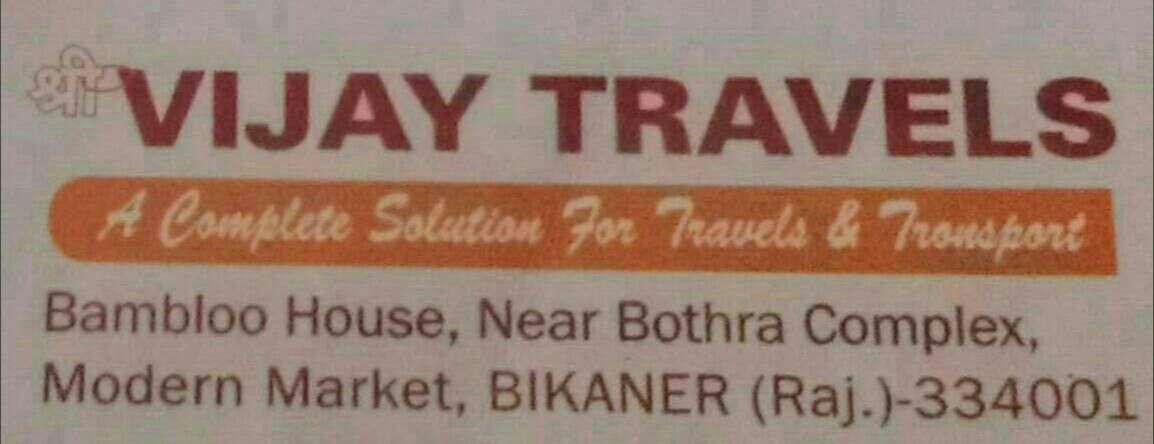 श्री VIJAY TRAVELS
A Complete Solution For Travels & Transport
Bambloo House, Near Bothra Complex,
Modern Market, BIKANER (Raj.)-334001